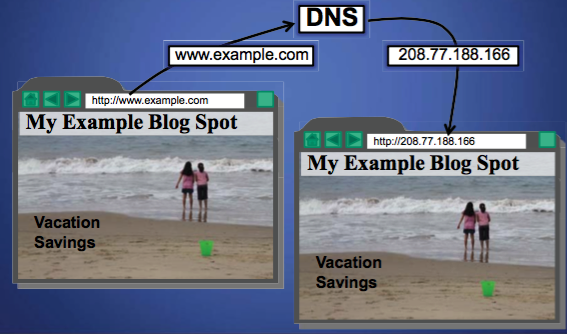 DNS
www.example.com
208.77.188.166
http://www.example.com
My Example Blog Spot
Vacation
Savings
http://208.77.188.166
My Example Blog Spot
Vacation
Savings